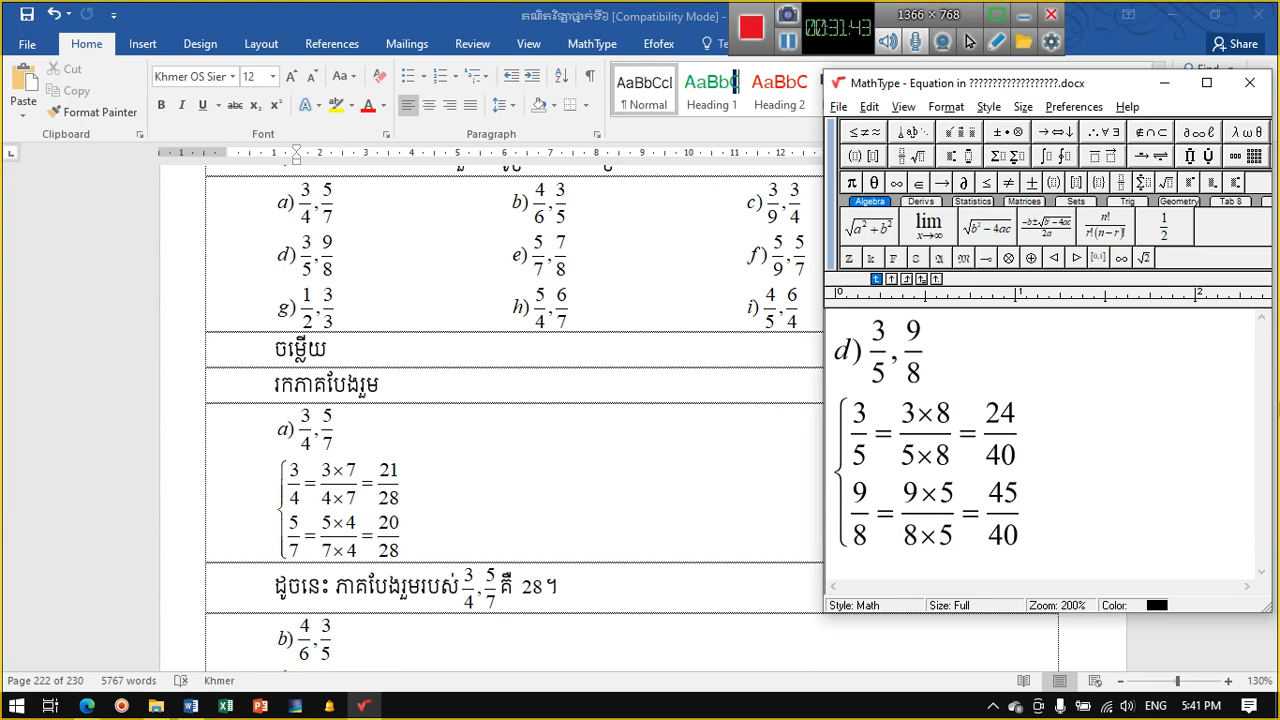 គណិតវិទ្យាថ្នាក់ទី៦ [Compatibility Mode] -
1366 × 768
00:31:43
File Home Insert Design Layout References Mailings Review View MathType Efofex Share
Cut
Copy
Paste
Format Painter
Khmer OS Sier 12
AaBbCcI AaBbC AaBbC
¶ Normal Heading 1 Heading 2
Clipboard Font Paragraph
a) 3/4, 5/7 b) 4/6, 3/5 c) 3/9, 3/4
d) 3/5, 9/8 e) 5/7, 7/8 f) 5/9, 5/7
g) 1/2, 3/3 h) 5/4, 6/7 i) 4/5, 6/4
ចម្លើយ
រកភាគបែងរួម
a) 3/4, 5/7
3/4 = 3×7/4×7 = 21/28
5/7 = 5×4/7×4 = 20/28
ដូចនេះ ភាគបែងរួមរបស់ 3/4, 5/7 គឺ 28។
b) 4/6, 3/5
MathType - Equation in ???????????????????.docx
File Edit View Format Style Size Preferences Help
Algebra Derivs Statistics Matrices Sets Trig Geometry Tab 8
d) 3/5, 9/8
3/5 = 3×8/5×8 = 24/40
9/8 = 9×5/8×5 = 45/40
Style: Math Size: Full Zoom: 200% Color:
Page 222 of 230 5767 words Khmer 130%
ENG 5:41 PM